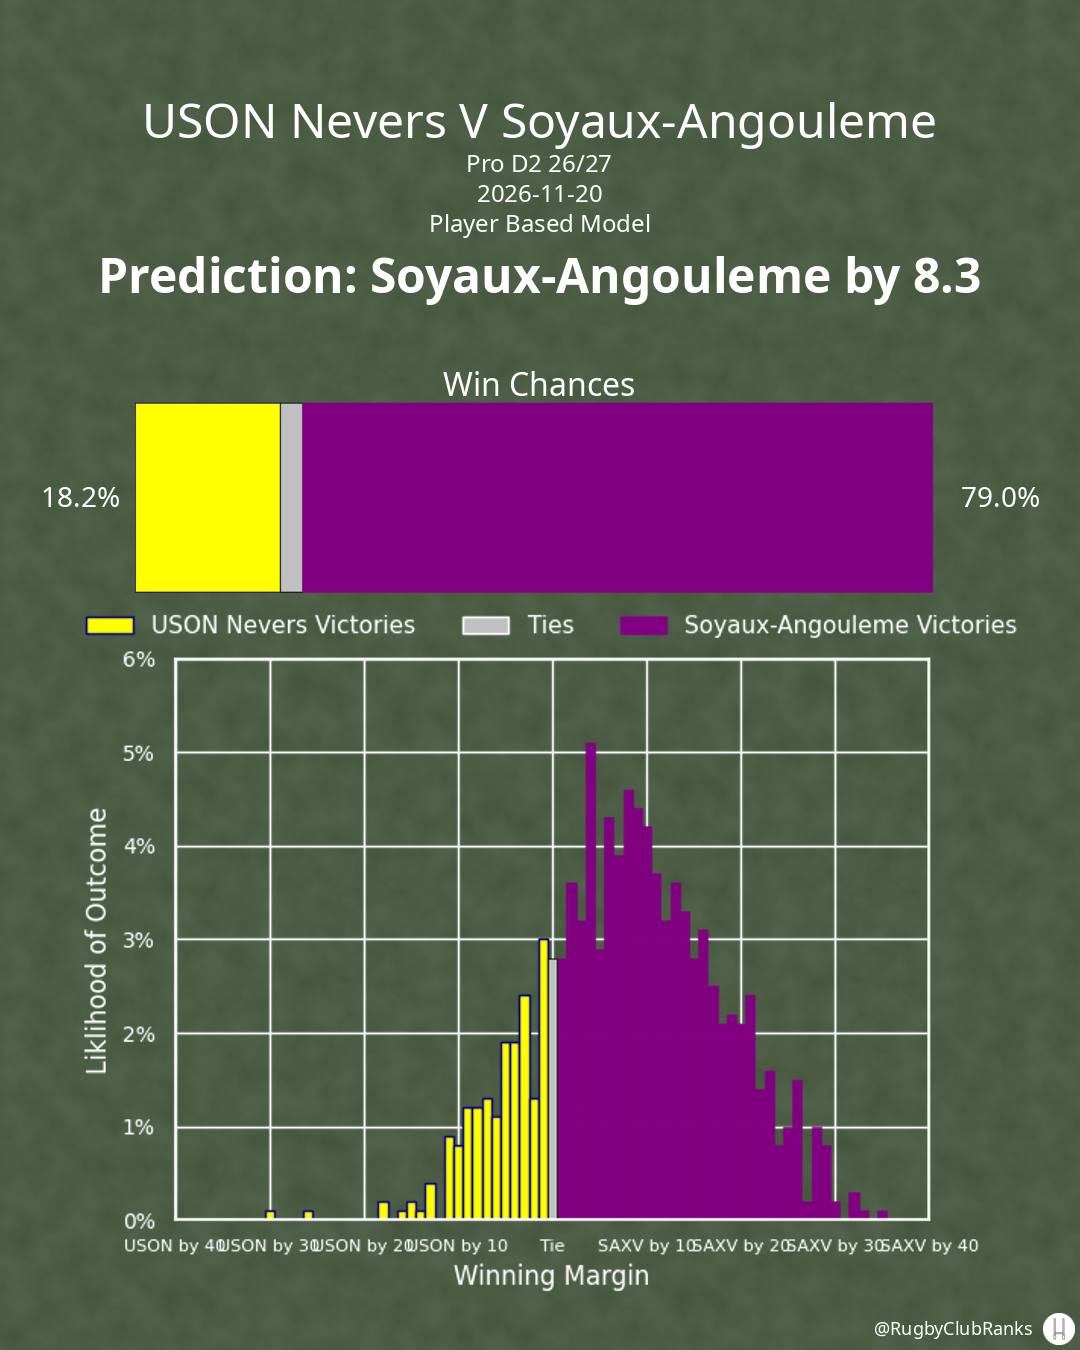 USON Nevers V Soyaux-Angouleme
Pro D2 26/27
2026-11-20
Player Based Model
Prediction: Soyaux-Angouleme by 8.3
Win Chances
18.2%
79.0%
USON Nevers Victories
Ties
Soyaux-Angouleme Victories
6%
5%
4%
3%
2%
1%
0%
Liklihood of Outcome
USON by 40
USON by 30
USON by 20
USON by 10
Tie
SAXV by 10
SAXV by 20
SAXV by 30
SAXV by 40
Winning Margin
@RugbyClubRanks